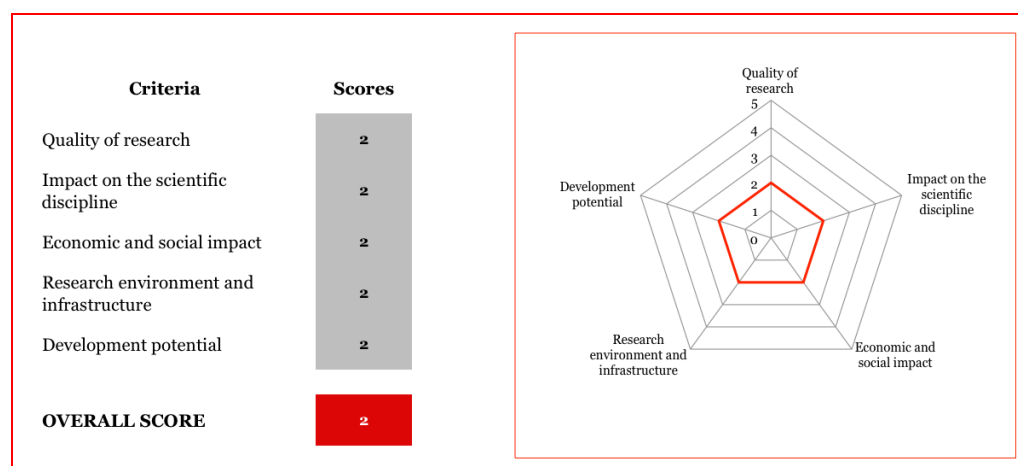 Criteria Scores
Quality of research 2
Impact on the scientific
discipline 2
Economic and social impact 2
Research environment and
infrastructure 2
Development potential 2
OVERALL SCORE 2
Quality of
research
5
4
3
2
1
0
Impact on the
scientific
discipline
Economic and
social impact
Research
environment and
infrastructure
Development
potential